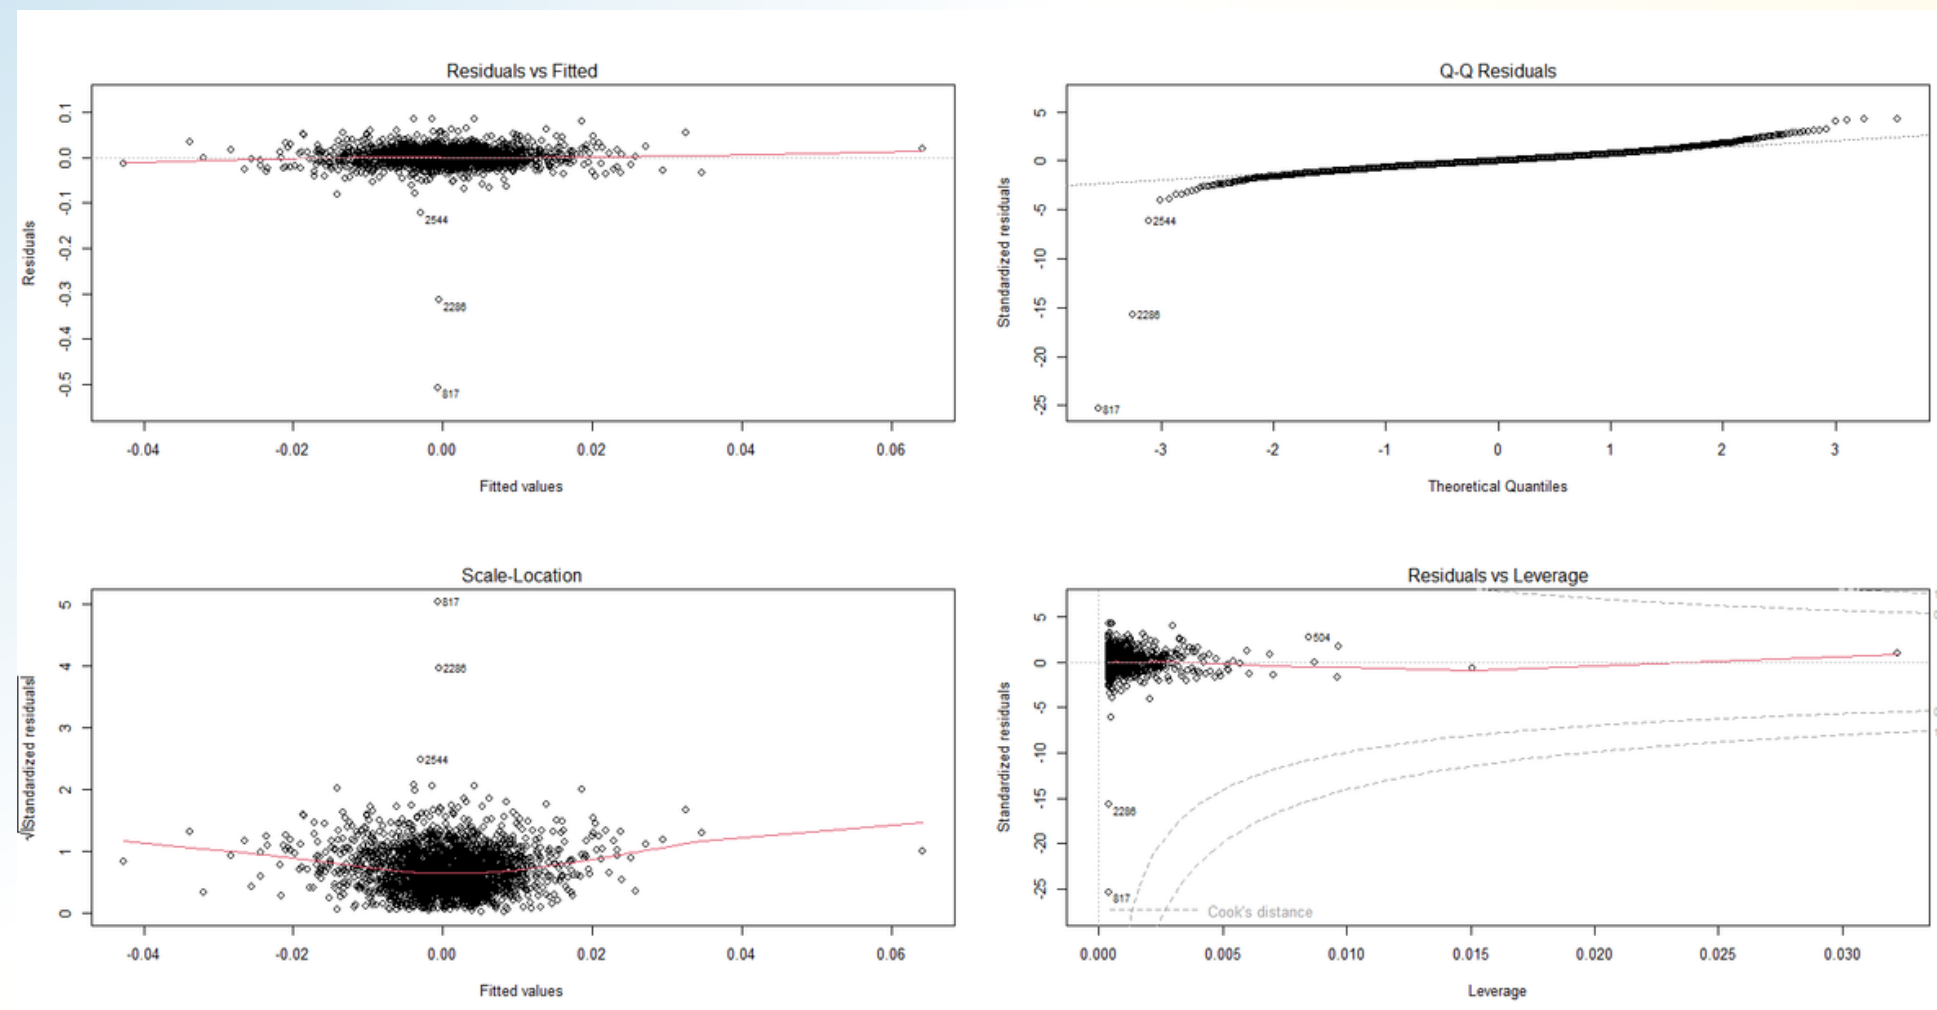 Residuals vs Fitted
0.1
0.0
-0.1
-0.2
-0.3
-0.4
-0.5
Residuals
2544
2286
817
-0.04 -0.02 0.00 0.02 0.04 0.06
Fitted values
Q-Q Residuals
5
0
-5
-10
-15
-20
-25
Standardized residuals
2544
2286
817
-3 -2 -1 0 1 2 3
Theoretical Quantiles
Scale-Location
5
4
3
2
1
0
√|Standardized residuals|
817
2286
2544
-0.04 -0.02 0.00 0.02 0.04 0.06
Fitted values
Residuals vs Leverage
5
0
-5
-10
-15
-20
-25
Standardized residuals
504
2286
817
Cook's distance
0.000 0.005 0.010 0.015 0.020 0.025 0.030
Leverage